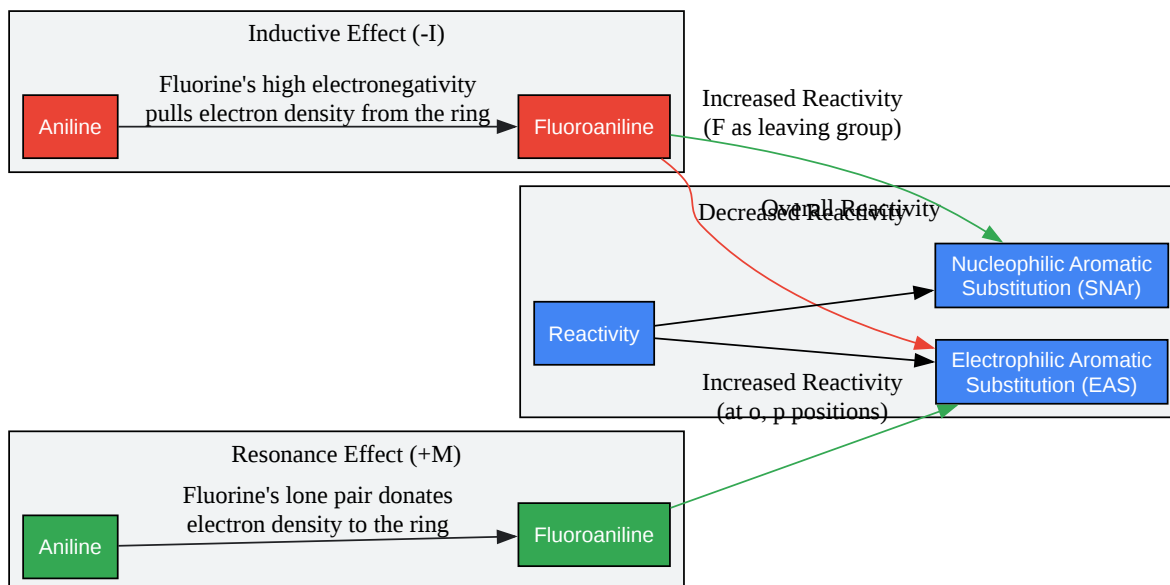 Inductive Effect (-I)
Aniline
Fluorine's high electronegativity
pulls electron density from the ring
Fluoroaniline
Increased Reactivity
(F as leaving group)
Decreased Reactivity
Overall Reactivity
Nucleophilic Aromatic
Substitution (SNAr)
Reactivity
Electrophilic Aromatic
Substitution (EAS)
Increased Reactivity
(at o, p positions)
Resonance Effect (+M)
Aniline
Fluorine's lone pair donates
electron density to the ring
Fluoroaniline